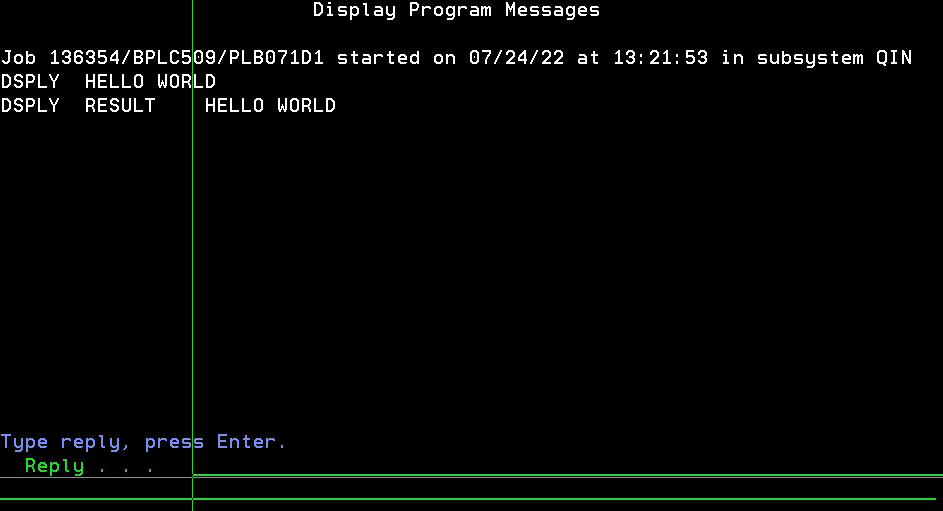 Display Program Messages
Job 136354/BPLC509/PLB071D1 started on 07/24/22 at 13:21:53 in subsystem QIN
DSPLY  HELLO WORLD
DSPLY  RESULT    HELLO WORLD
Type reply, press Enter.
Reply . . .